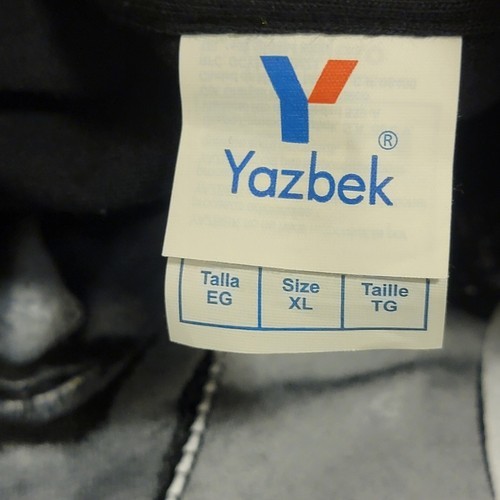 Y
®
Yazbek
Talla Size Taille
EG XL TG